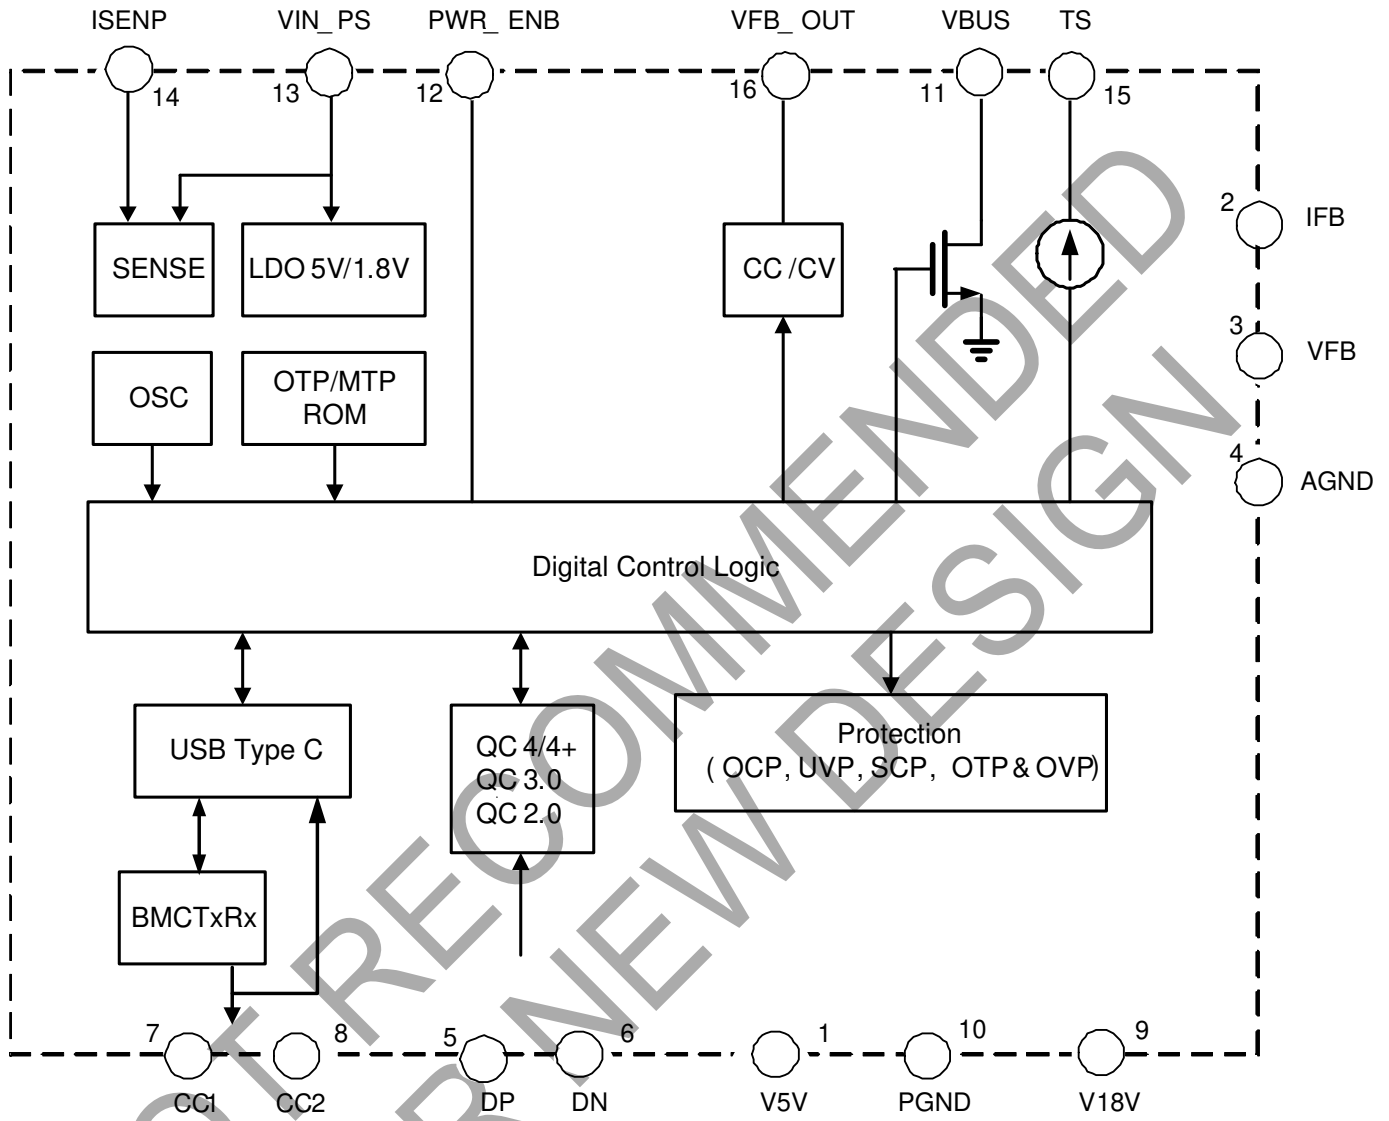 ISENP VIN_PS PWR_ENB VFB_OUT VBUS TS
14 13 12 16 11 15
2 IFB
SENSE LDO 5V/1.8V CC/CV
3 VFB
OSC OTP/MTP
ROM
4 AGND
Digital Control Logic
USB Type C
QC 4/4+
QC 3.0
QC 2.0
Protection
(OCP, UVP, SCP, OTP & OVP)
BMCTxRx
7 8 5 6 1 10 9
CC1 CC2 DP DN V5V PGND V18V
RECOMMENDED
NEW DESIGN